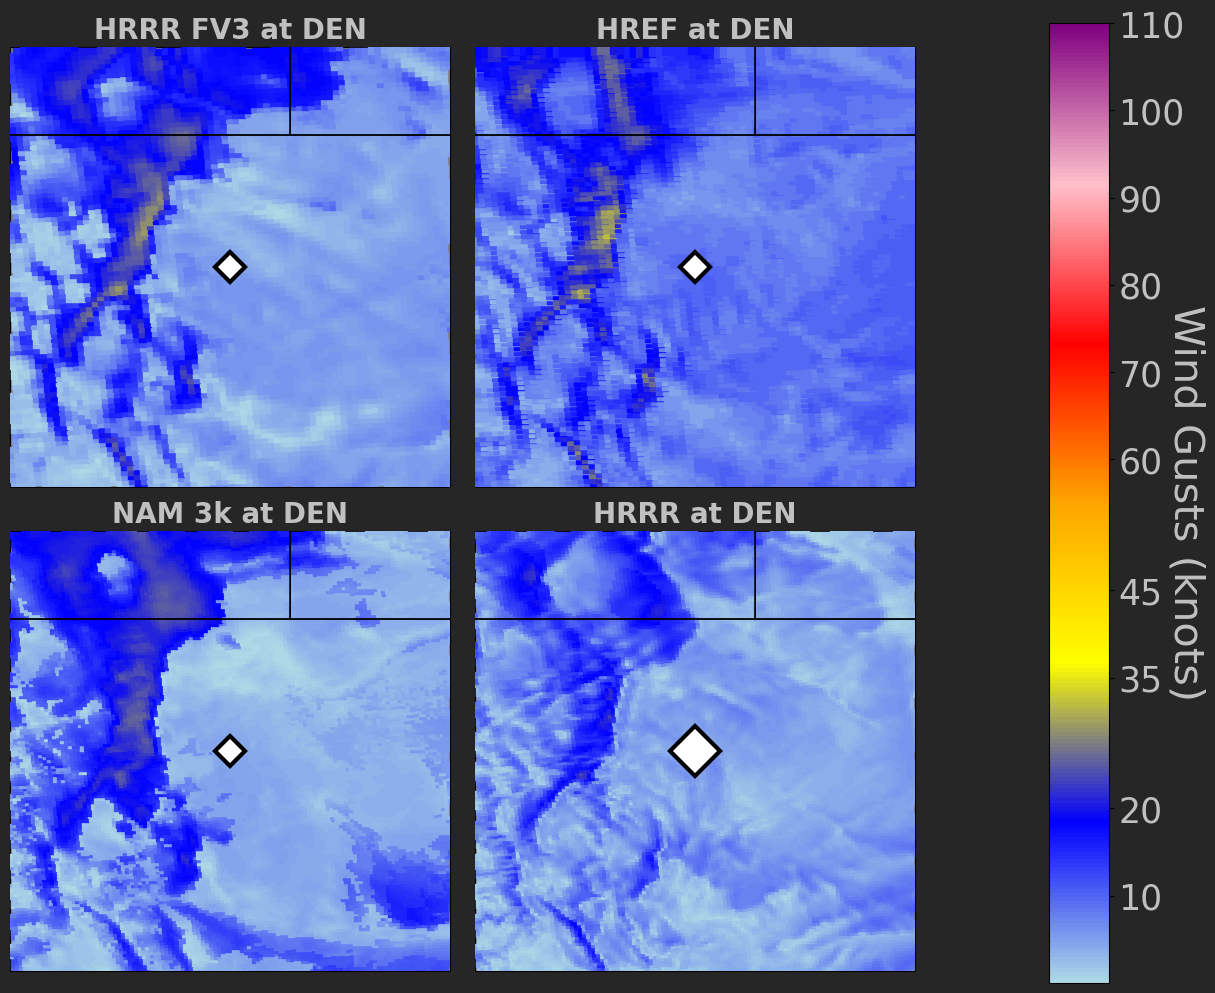 HRRR FV3 at DEN
HREF at DEN
NAM 3k at DEN
HRRR at DEN
110
100
90
80
70
60
45
35
20
10
Wind Gusts (knots)